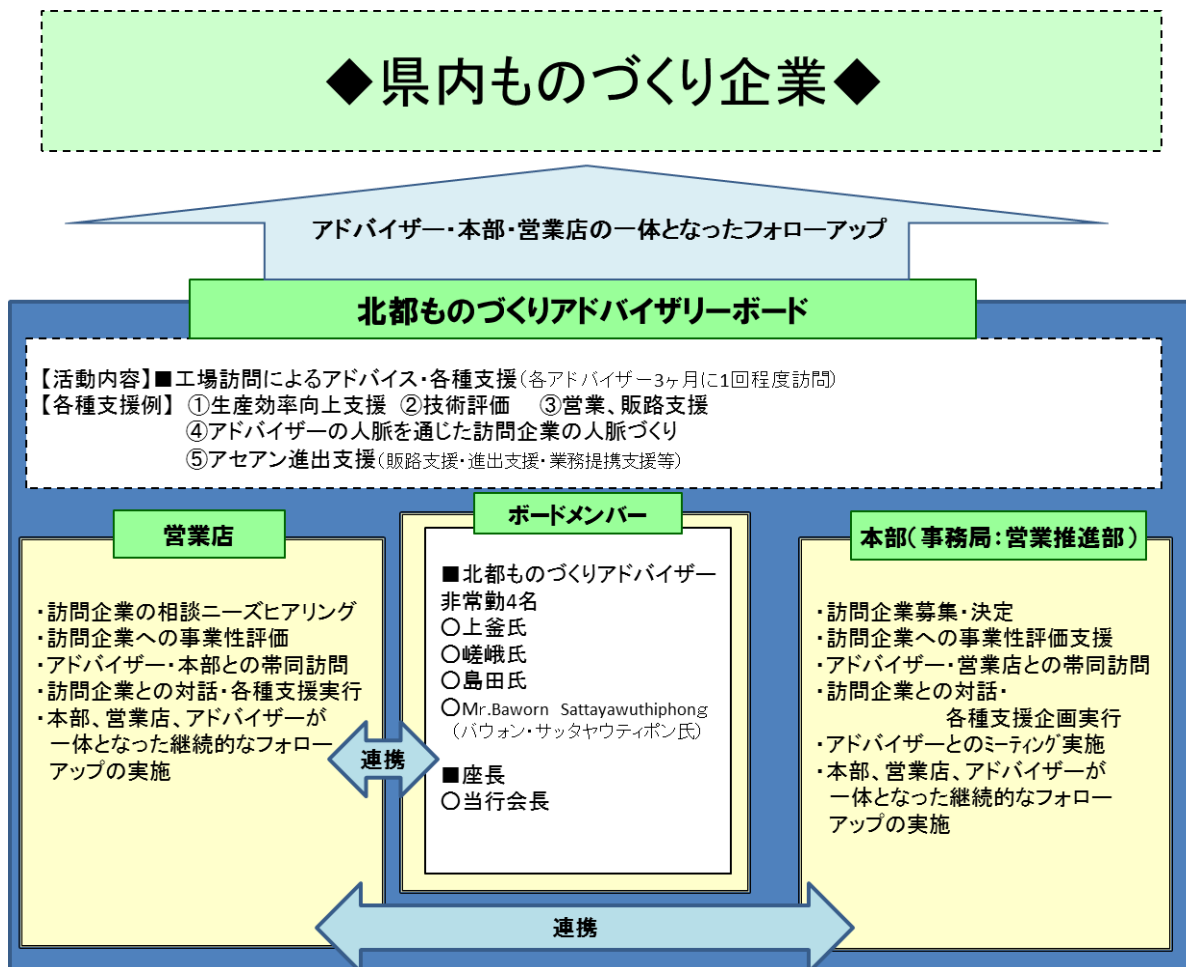 ◆県内ものづくり企業◆
アドバイザー・本部・営業店の一体となったフォローアップ
北都ものづくりアドバイザリーボード
【活動内容】■工場訪問によるアドバイス・各種支援(各アドバイザー3ヶ月に1回程度訪問)
【各種支援例】 ①生産効率向上支援 ②技術評価 ③営業、販路支援
④アドバイザーの人脈を通じた訪問企業の人脈づくり
⑤アセアン進出支援(販路支援・進出支援・業務提携支援等)
営業店
・訪問企業の相談ニーズヒアリング
・訪問企業への事業性評価
・アドバイザー・本部との帯同訪問
・訪問企業との対話・各種支援実行
・本部、営業店、アドバイザーが
一体となった継続的なフォロー
アップの実施
連携
ボードメンバー
■北都ものづくりアドバイザー
非常勤4名
○上釜氏
○嵯峨氏
○島田氏
○Mr.Baworn Sattayawuthiphong
(バウォン・サッタヤウティポン氏)
■座長
○当行会長
本部(事務局:営業推進部)
・訪問企業募集・決定
・訪問企業への事業性評価支援
・アドバイザー・営業店との帯同訪問
・訪問企業との対話・
各種支援企画実行
・アドバイザーとのミーティング実施
・本部、営業店、アドバイザーが
一体となった継続的なフォロー
アップの実施
連携